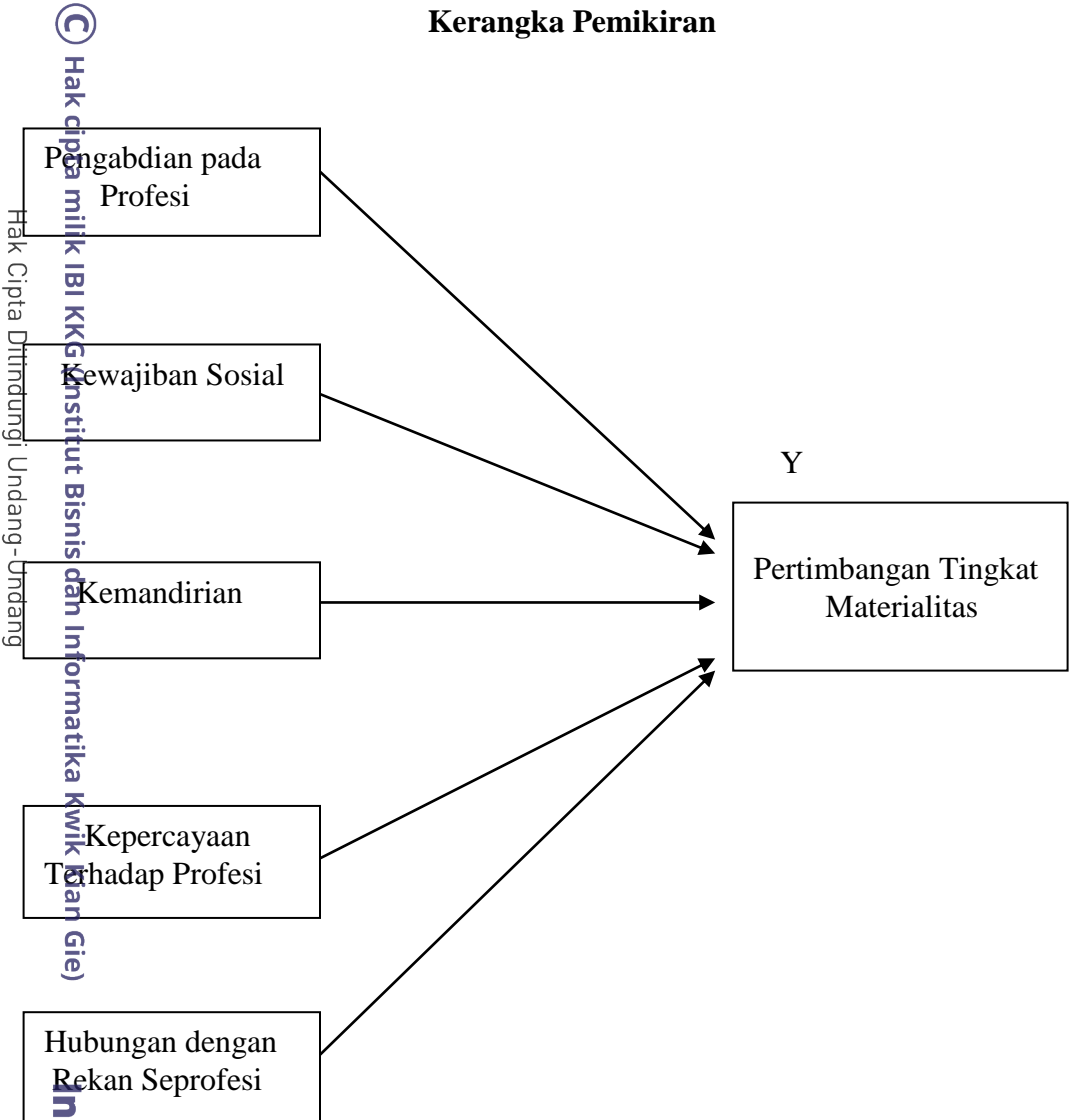 Kerangka Pemikiran
© Hak cipta milik IBI KKG (Institut Bisnis dan Informatika Kwik Kian Gie)
Hak Cipta Dilindungi Undang-Undang
Pengabdian pada
Profesi
Kewajiban Sosial
Kemandirian
Kepercayaan
Terhadap Profesi
Hubungan dengan
Rekan Seprofesi
Y
Pertimbangan Tingkat
Materialitas
In